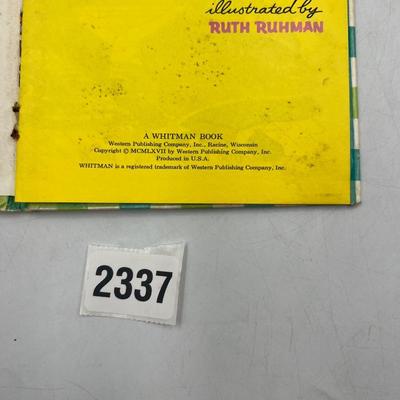 illustrated by
RUTH RUHMAN
A WHITMAN BOOK
Western Publishing Company, Inc., Racine, Wisconsin
Copyright © MCMLXVII by Western Publishing Company, Inc.
Produced in U.S.A.
WHITMAN is a registered trademark of Western Publishing Company, Inc.
2337